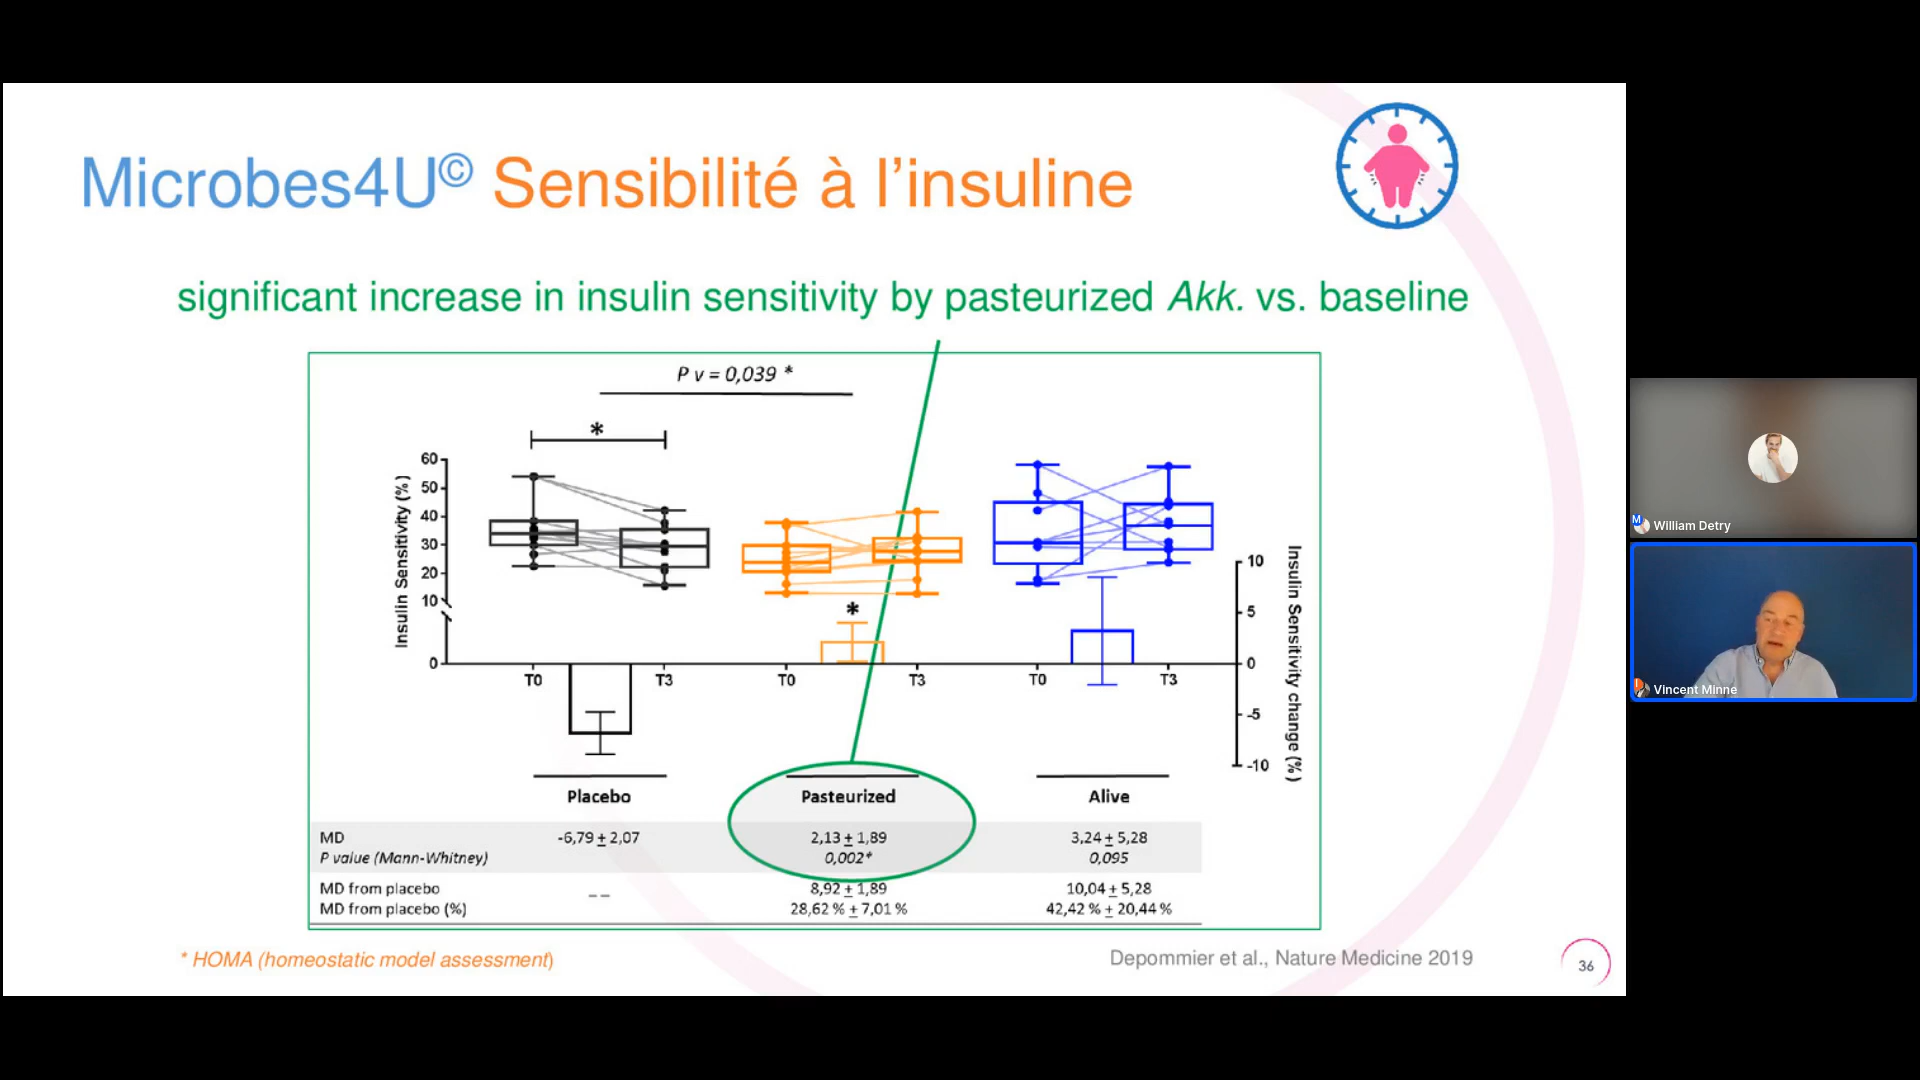 Microbes4U© Sensibilité à l’insuline
significant increase in insulin sensitivity by pasteurized Akk. vs. baseline
P v = 0,039 *
*
60
50
40
30
20
10
0
Insulin Sensitivity (%)
*
10
5
0
-5
-10
Insulin Sensitivity change (%)
T0 T3 T0 T3 T0 T3
Placebo Pasteurized Alive
MD -6,79 ± 2,07 2,13 ± 1,89 3,24 ± 5,28
P value (Mann-Whitney) 0,002* 0,095
MD from placebo _ _ 8,92 ± 1,89 10,04 ± 5,28
MD from placebo (%) 28,62 % ± 7,01 % 42,42 % ± 20,44 %
* HOMA (homeostatic model assessment)
Depommier et al., Nature Medicine 2019
36
William Detry
Vincent Minne